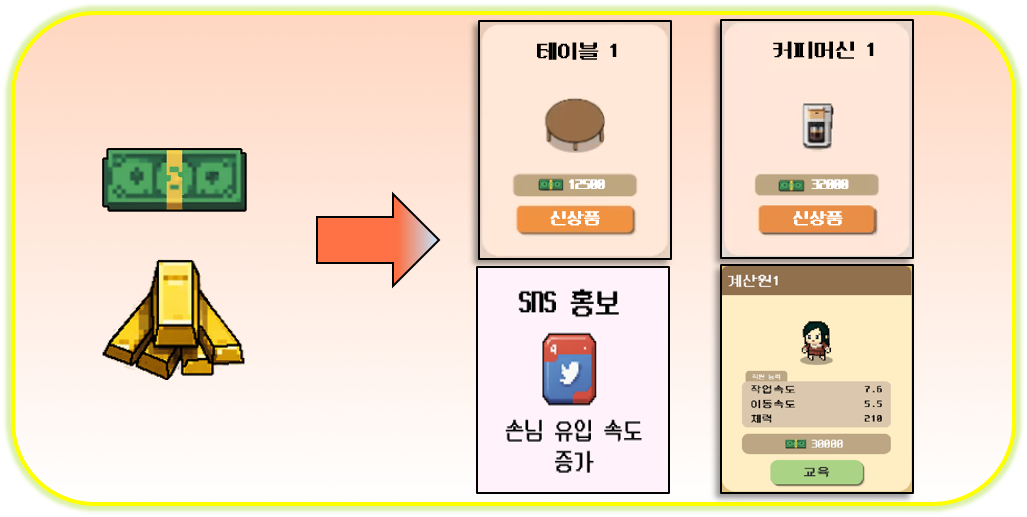 테이블 1
12500
신상품
커피머신 1
32000
신상품
SNS 홍보
손님 유입 속도
증가
계산원1
직원 능력
작업속도 7.6
이동속도 5.5
체력 210
30000
교육